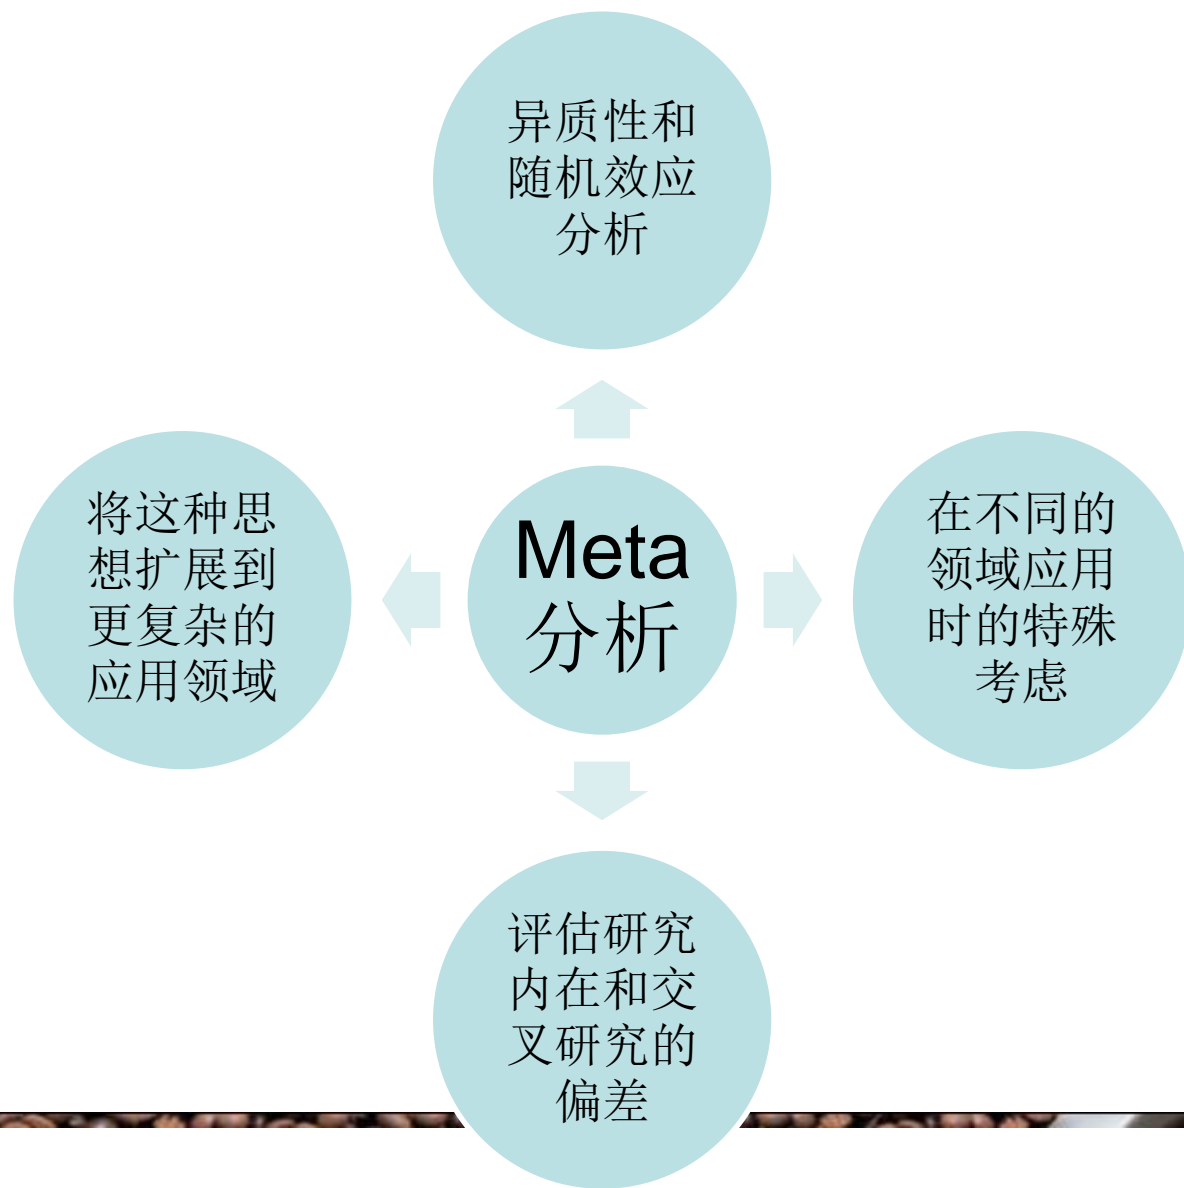 异质性和
随机效应
分析
将这种思
想扩展到
更复杂的
应用领域
Meta
分析
在不同的
领域应用
时的特殊
考虑
评估研究
内在和交
叉研究的
偏差